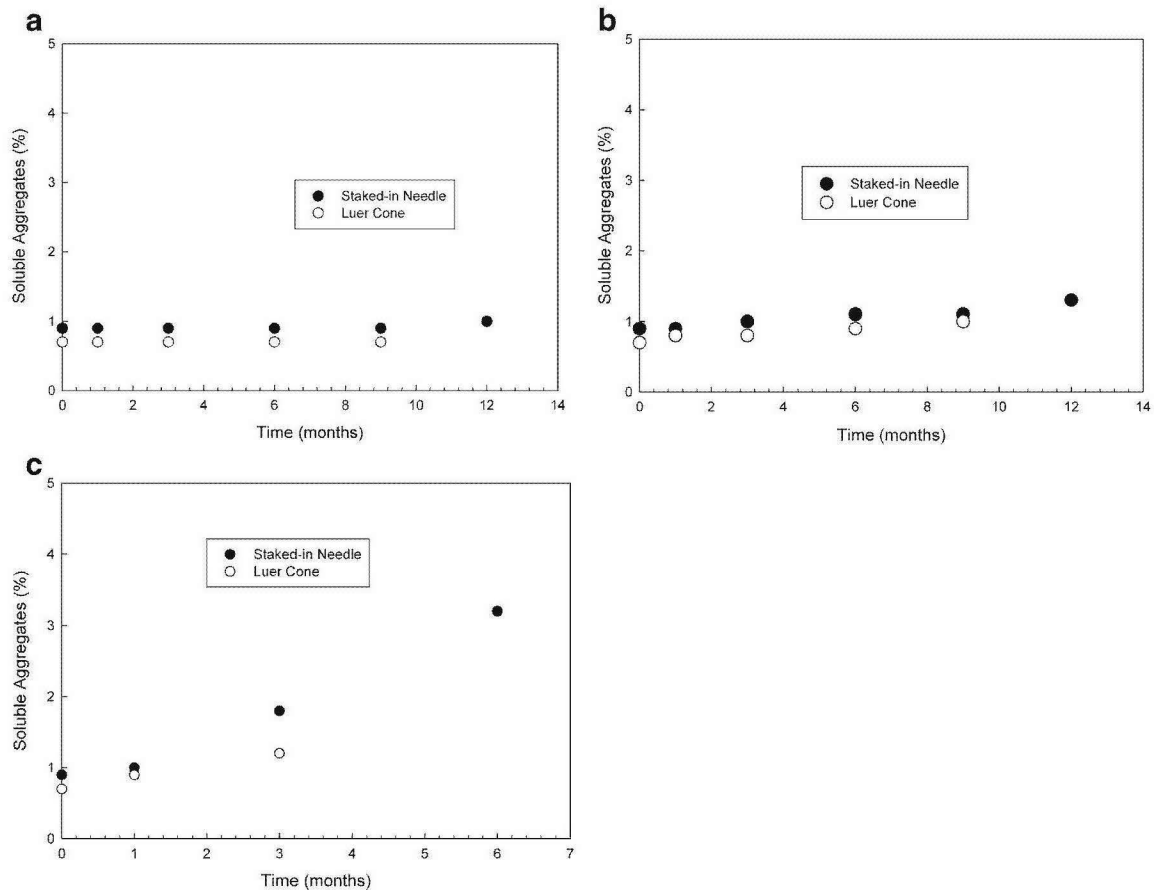 a
5
4
3
2
1
0
Soluble Aggregates (%)
Staked-in Needle
Luer Cone
0 2 4 6 8 10 12 14
Time (months)
b
5
4
3
2
1
0
Soluble Aggregates (%)
Staked-in Needle
Luer Cone
0 2 4 6 8 10 12 14
Time (months)
c
5
4
3
2
1
0
Soluble Aggregates (%)
Staked-in Needle
Luer Cone
0 1 2 3 4 5 6 7
Time (months)